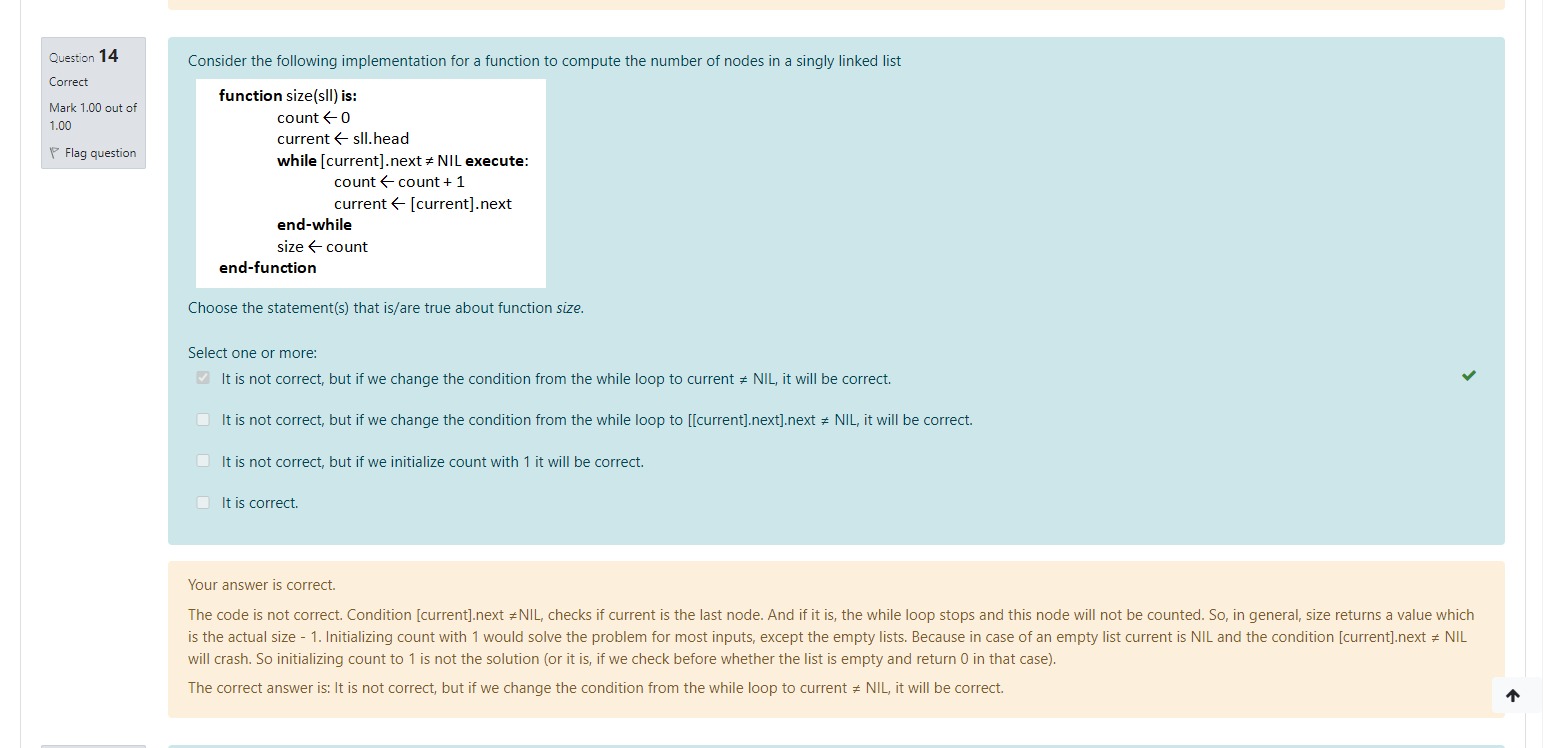 Question 14
Correct
Mark 1.00 out of
1.00
Flag question
Consider the following implementation for a function to compute the number of nodes in a singly linked list
function size(sll) is:
count ← 0
current ← sll.head
while [current].next ≠ NIL execute:
count ← count + 1
current ← [current].next
end-while
size ← count
end-function
Choose the statement(s) that is/are true about function size.
Select one or more:
It is not correct, but if we change the condition from the while loop to current ≠ NIL, it will be correct.
It is not correct, but if we change the condition from the while loop to [[current].next].next ≠ NIL, it will be correct.
It is not correct, but if we initialize count with 1 it will be correct.
It is correct.
Your answer is correct.
The code is not correct. Condition [current].next ≠NIL, checks if current is the last node. And if it is, the while loop stops and this node will not be counted. So, in general, size returns a value which
is the actual size - 1. Initializing count with 1 would solve the problem for most inputs, except the empty lists. Because in case of an empty list current is NIL and the condition [current].next ≠ NIL
will crash. So initializing count to 1 is not the solution (or it is, if we check before whether the list is empty and return 0 in that case).
The correct answer is: It is not correct, but if we change the condition from the while loop to current ≠ NIL, it will be correct.